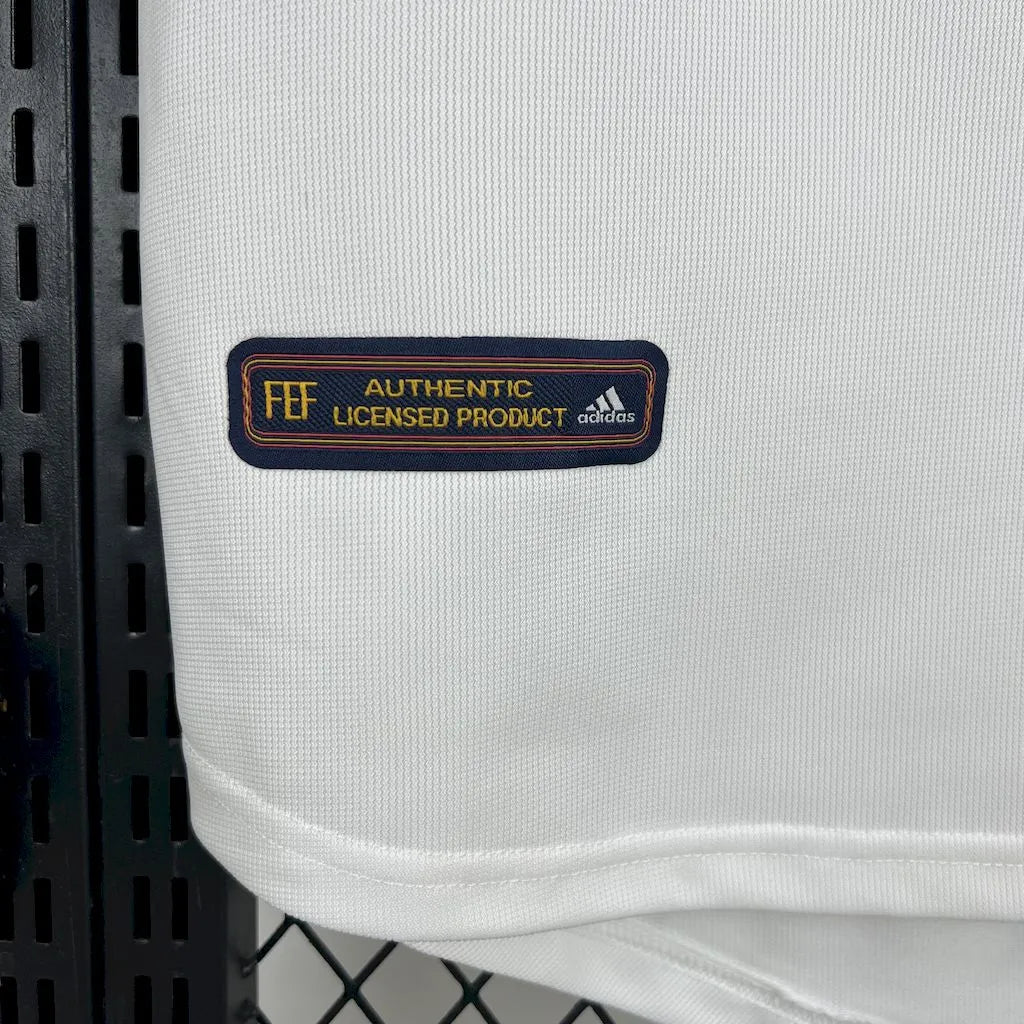 FEF
AUTHENTIC
LICENSED PRODUCT
adidas